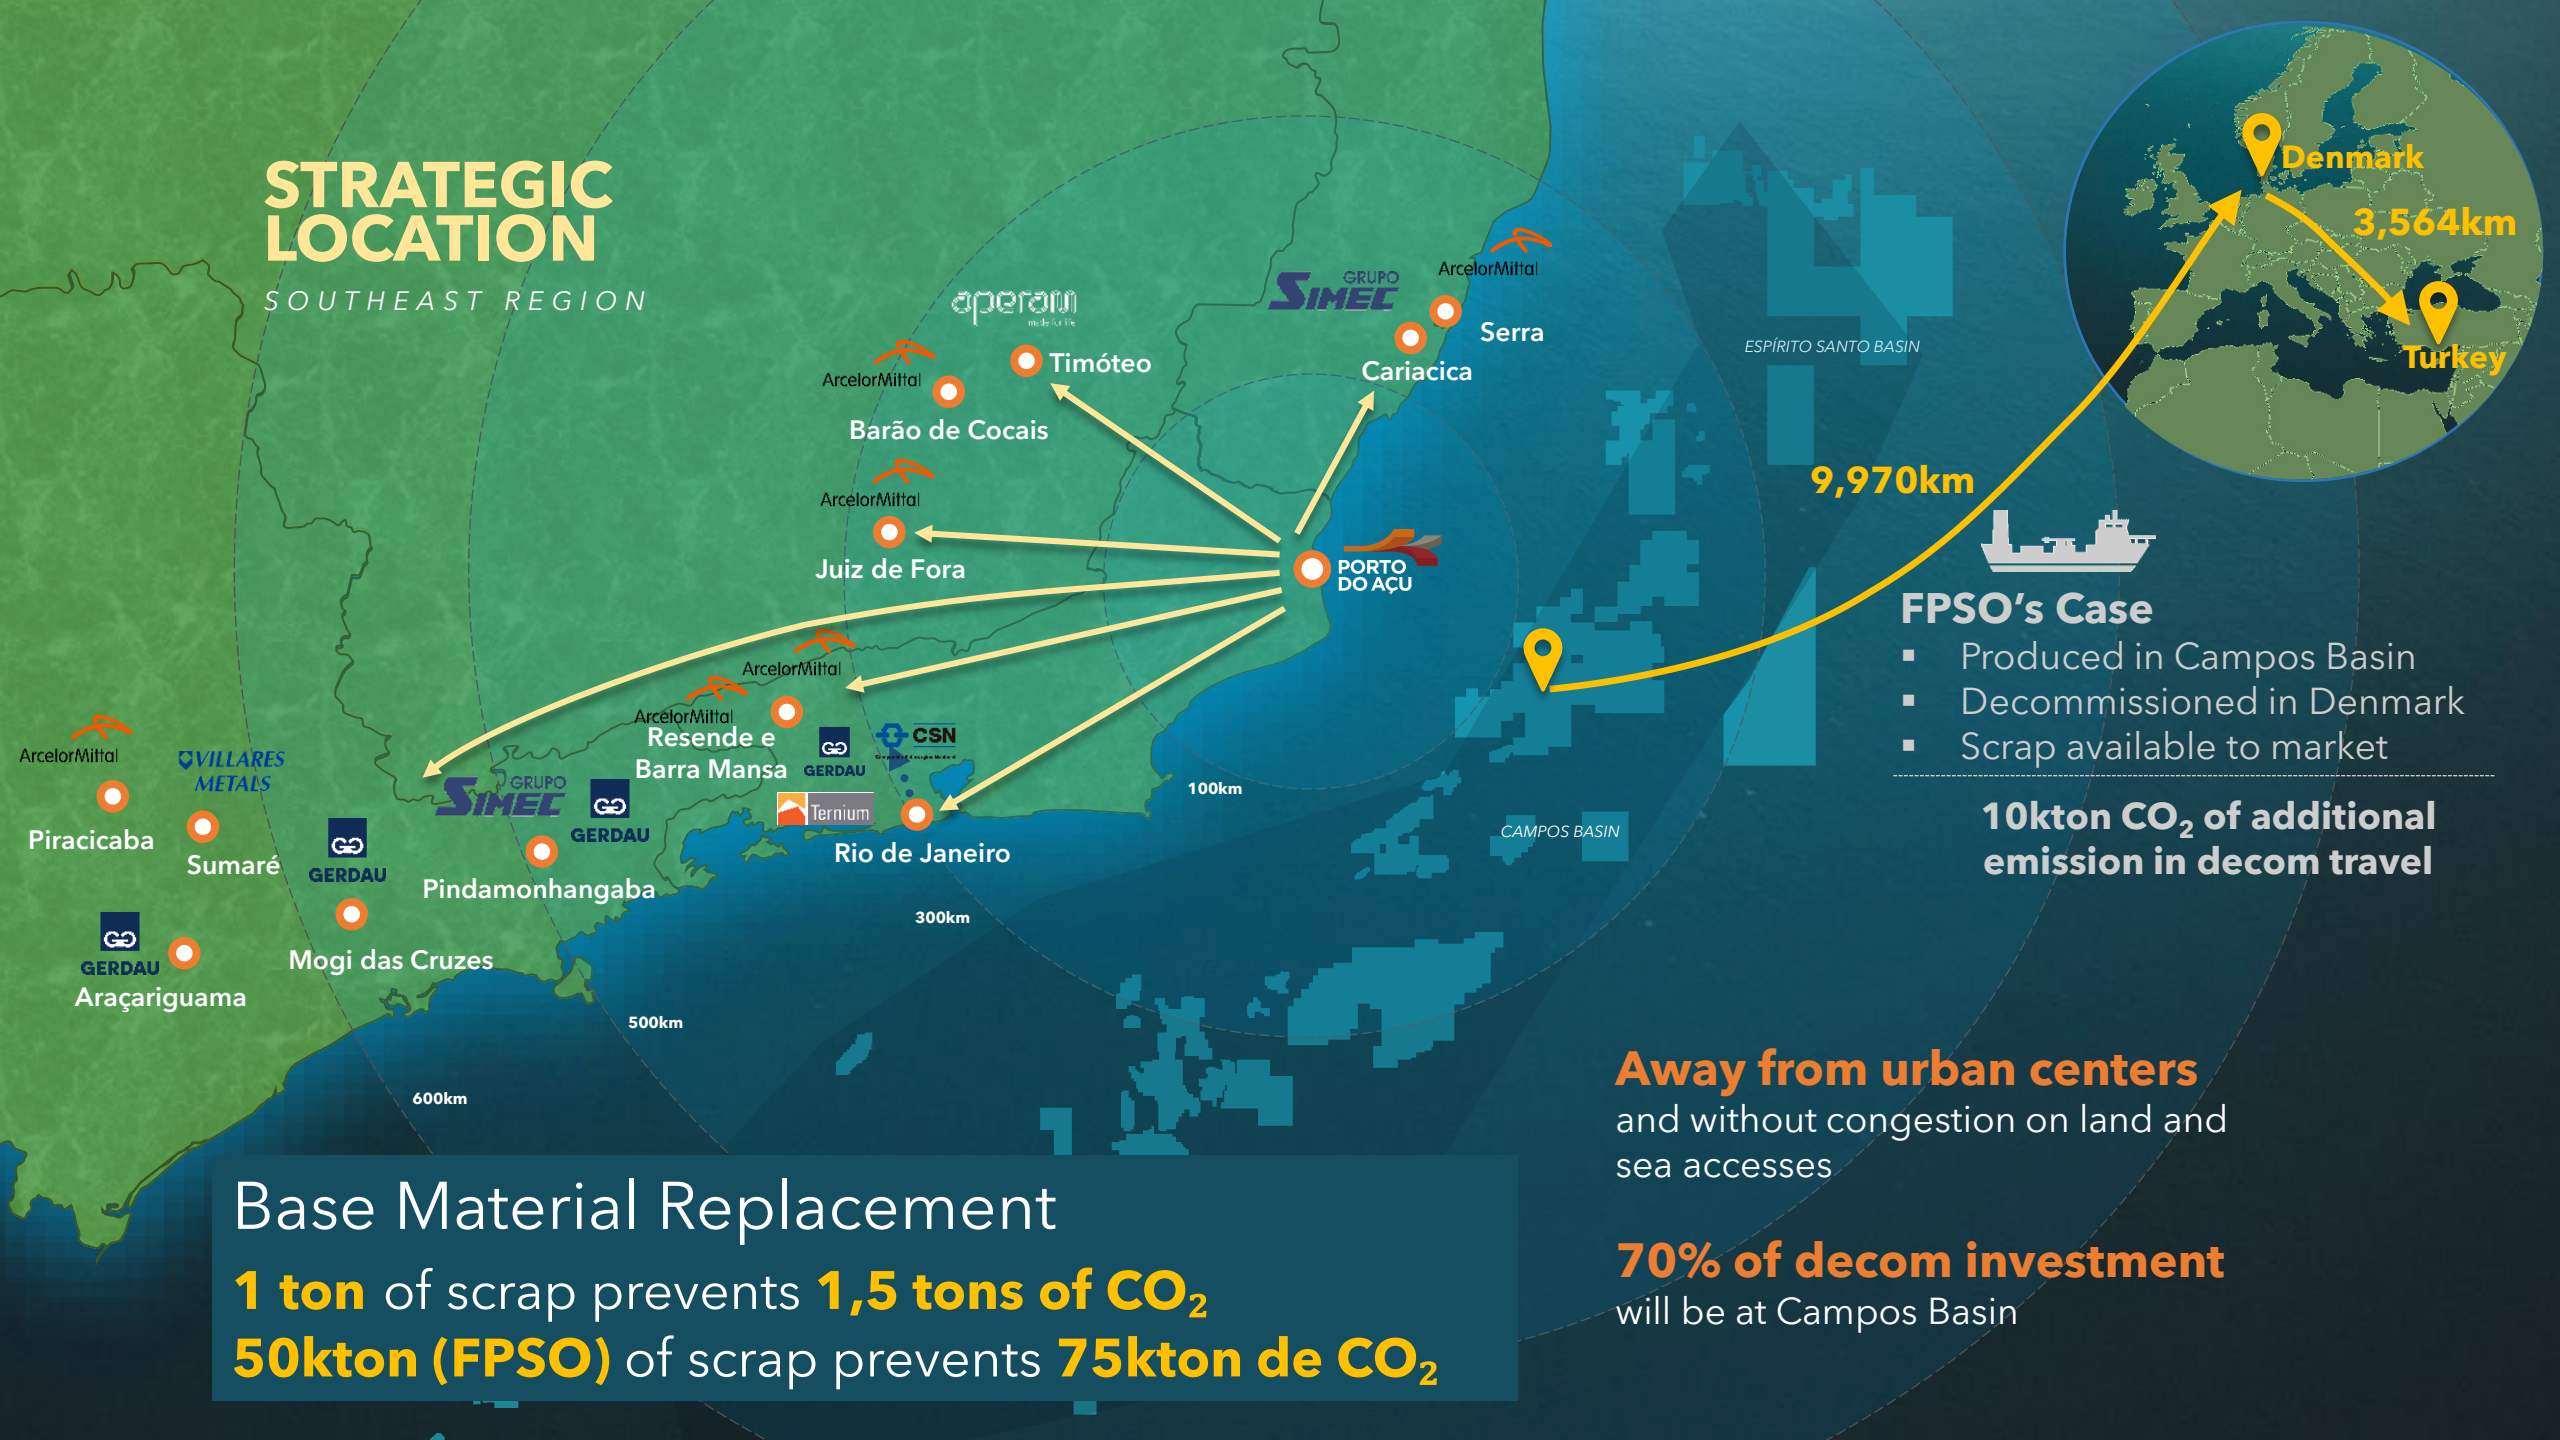 STRATEGIC
LOCATION
SOUTHEAST REGION
aperam
made for life
ArcelorMittal
Timóteo
Barão de Cocais
ArcelorMittal
Juiz de Fora
GRUPO
SIMEC
ArcelorMittal
Serra
Cariacica
PORTO
DO AÇU
ArcelorMittal
ArcelorMittal
Resende e
Barra Mansa
GERDAU
CSN
Ternium
Rio de Janeiro
GRUPO
SIMEC
GERDAU
Pindamonhangaba
ArcelorMittal
Piracicaba
VILLARES
METALS
Sumaré
GERDAU
Mogi das Cruzes
GERDAU
Araçariguama
100km
300km
500km
600km
ESPÍRITO SANTO BASIN
CAMPOS BASIN
Denmark
3,564km
Turkey
9,970km
FPSO’s Case
▪ Produced in Campos Basin
▪ Decommissioned in Denmark
▪ Scrap available to market
10kton CO₂ of additional
emission in decom travel
Away from urban centers
and without congestion on land and
sea accesses
70% of decom investment
will be at Campos Basin
Base Material Replacement
1 ton of scrap prevents 1,5 tons of CO₂
50kton (FPSO) of scrap prevents 75kton de CO₂